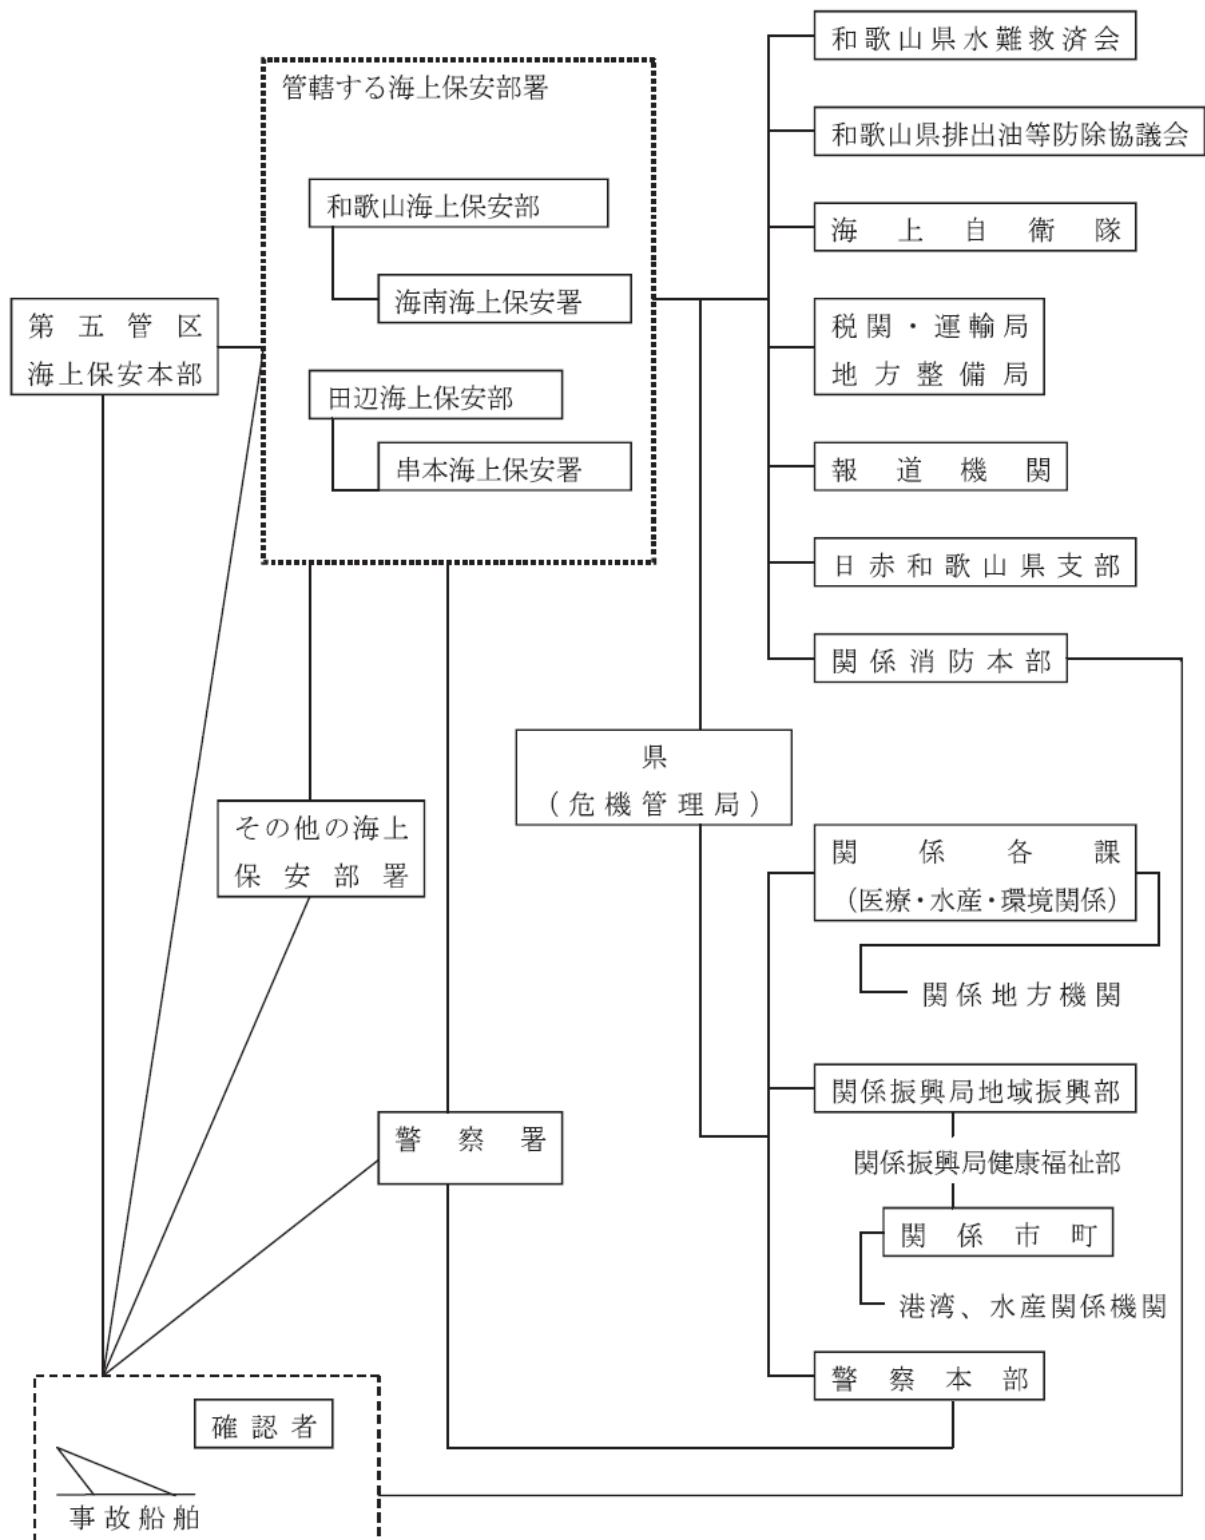 和歌山県水難救済会
管轄する海上保安部署
和歌山県排出油等防除協議会
和歌山海上保安部
海上自衛隊
海南海上保安署
第五管区
海上保安本部
税関・運輸局
地方整備局
田辺海上保安部
串本海上保安署
報道機関
日赤和歌山県支部
関係消防本部
県
(危機管理局)
その他の海上
保安部署
関係各課
(医療・水産・環境関係)
関係地方機関
関係振興局地域振興部
警察署
関係振興局健康福祉部
関係市町
港湾、水産関係機関
警察本部
確認者
事故船舶